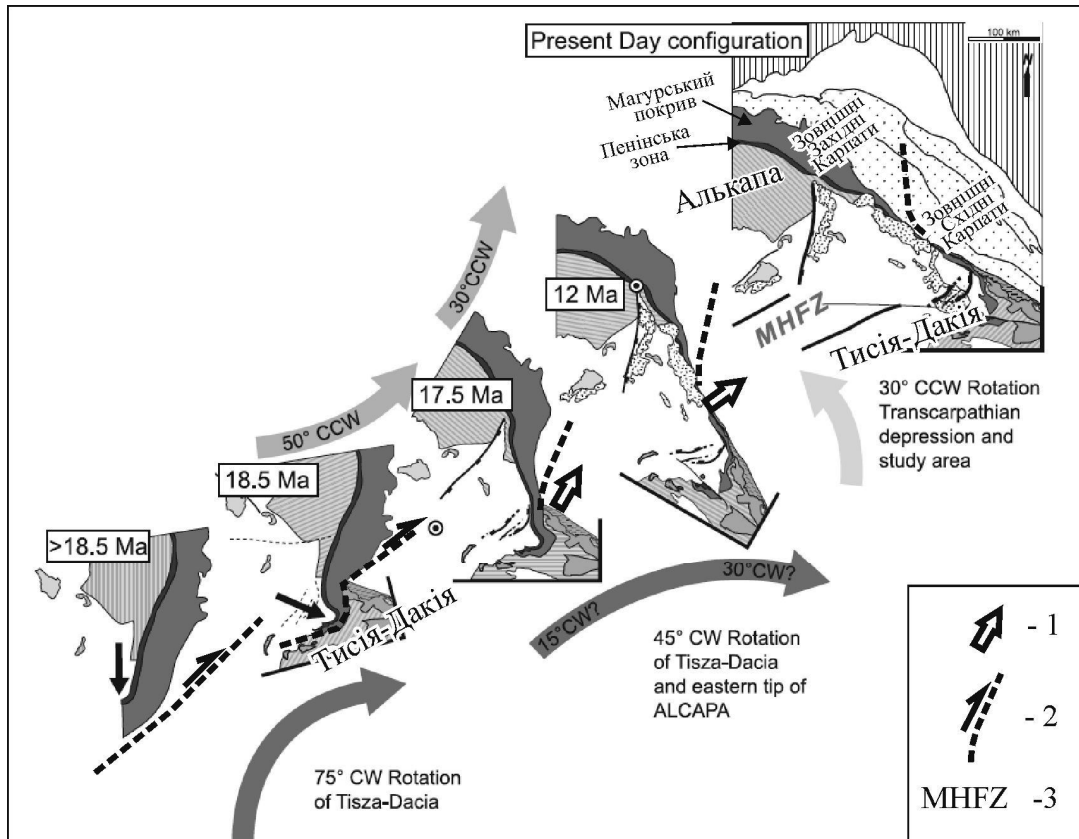 Present Day configuration
100 km
N
Магурський
покрив
Пенінська
зона
Зовнішні
Західні
Карпати
Алькапа
Зовнішні
Східні
Карпати
30°CCW
12 Ma
MHFZ
Тисія-Дакія
17.5 Ma
50° CCW
30° CCW Rotation
Transcarpathian
depression and
study area
18.5 Ma
>18.5 Ma
Тисія-Дакія
15°CW?
30°CW?
45° CW Rotation
of Tisza-Dacia
and eastern tip of
ALCAPA
75° CW Rotation
of Tisza-Dacia
- 1
- 2
MHFZ -3